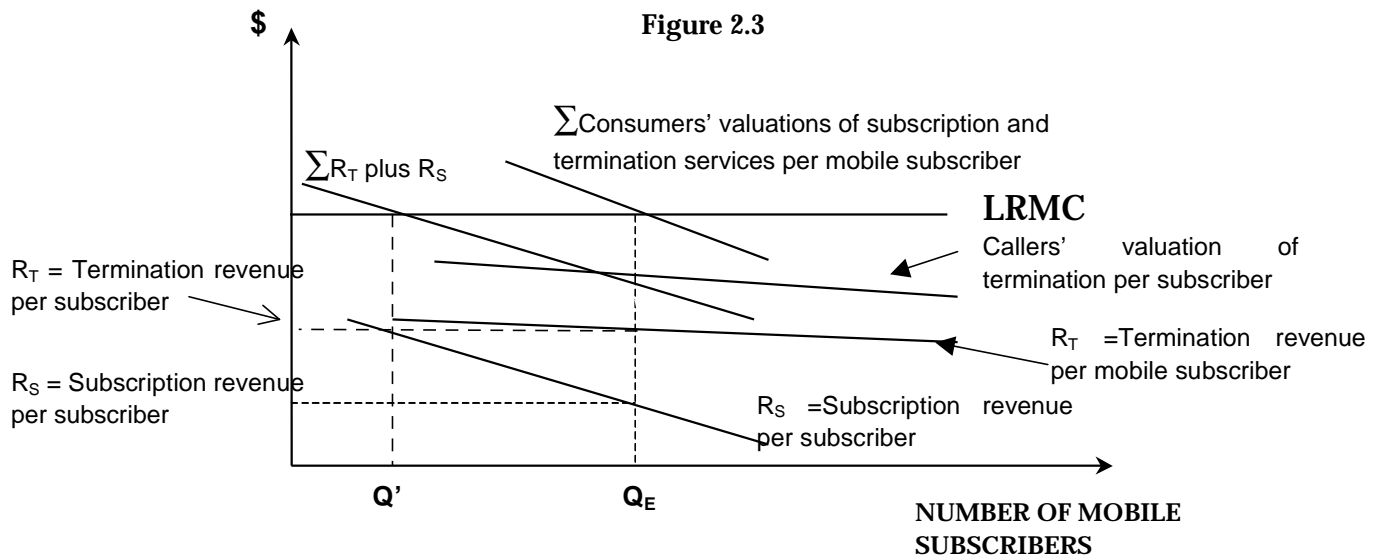 Figure 2.3
$
∑Consumers’ valuations of subscription and
termination services per mobile subscriber
∑R_T plus R_S
LRMC
Callers’ valuation of
termination per subscriber
R_T = Termination revenue
per subscriber
R_T =Termination revenue
per mobile subscriber
R_S = Subscription revenue
per subscriber
R_S =Subscription revenue
per subscriber
Q’
Q_E
NUMBER OF MOBILE
SUBSCRIBERS